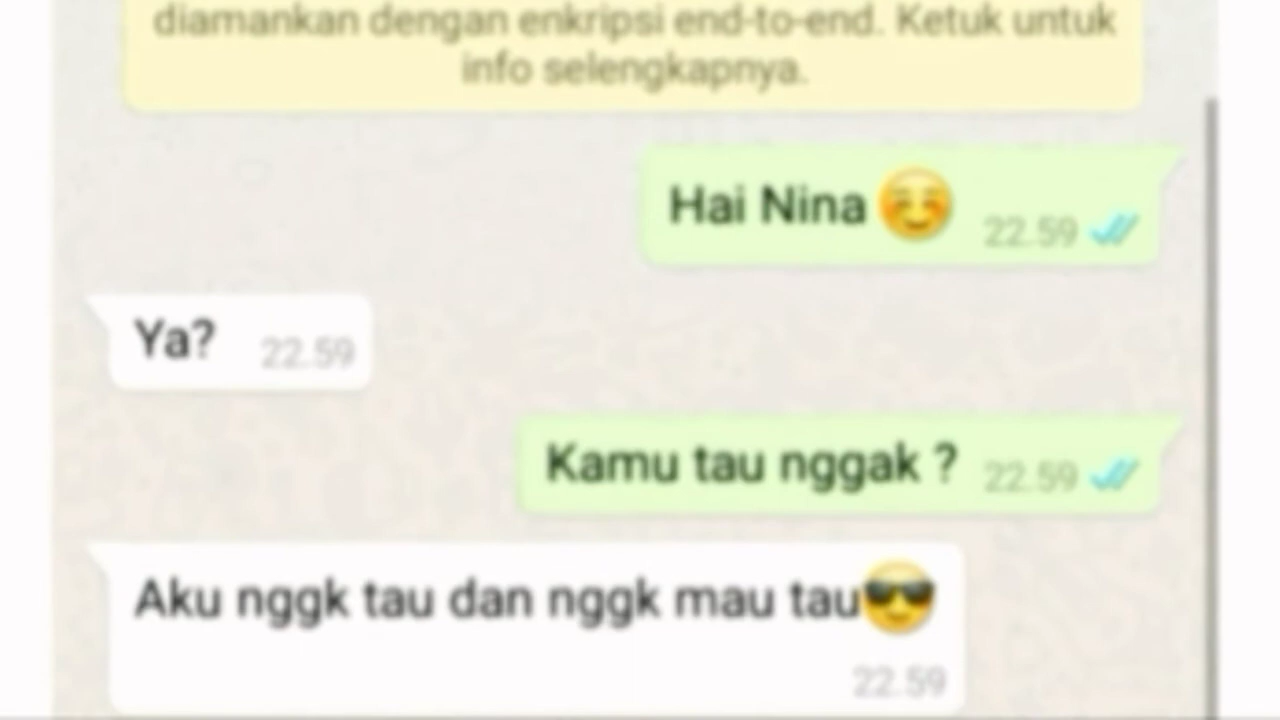 diamankan dengan enkripsi end-to-end. Ketuk untuk
info selengkapnya.
Hai Nina ☺️ 22.59
Ya? 22.59
Kamu tau nggak ? 22.59
Aku nggk tau dan nggk mau tau😎
22.59